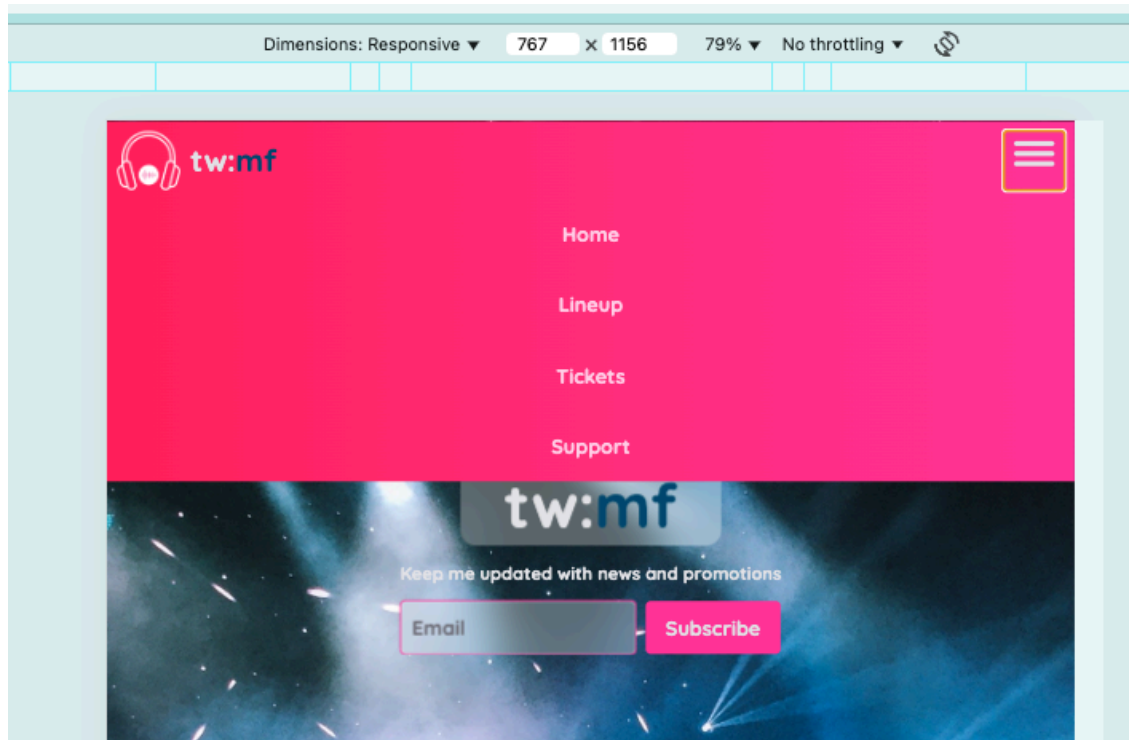 Dimensions: Responsive ▼ 767 x 1156 79% ▼ No throttling ▼
tw:mf
Home
Lineup
Tickets
Support
tw:mf
Keep me updated with news and promotions
Email Subscribe